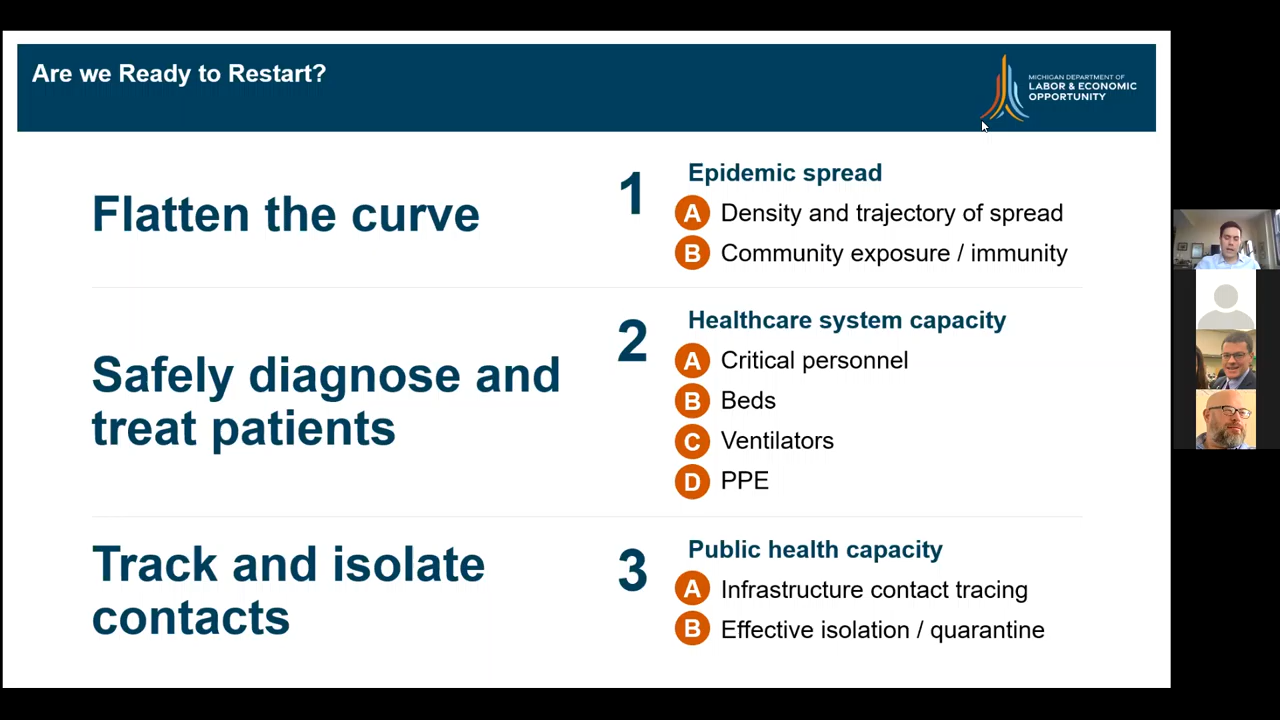 Are we Ready to Restart?
MICHIGAN DEPARTMENT OF
LABOR & ECONOMIC
OPPORTUNITY
Flatten the curve
1
Epidemic spread
A Density and trajectory of spread
B Community exposure / immunity
Safely diagnose and
treat patients
2
Healthcare system capacity
A Critical personnel
B Beds
C Ventilators
D PPE
Track and isolate
contacts
3
Public health capacity
A Infrastructure contact tracing
B Effective isolation / quarantine